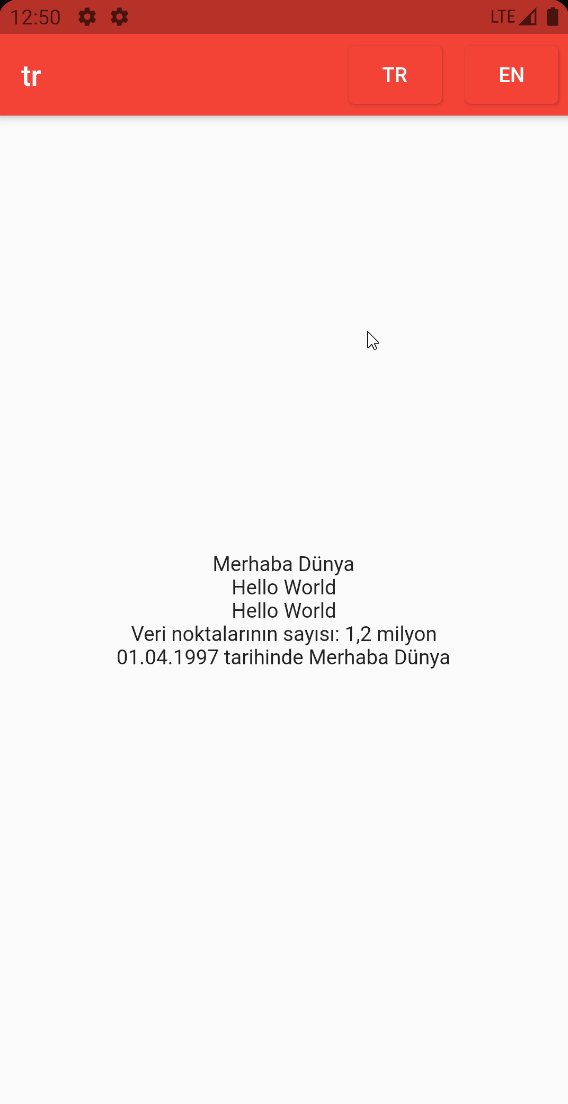 12:50 LTE
tr TR EN
Merhaba Dünya
Hello World
Hello World
Veri noktalarının sayısı: 1,2 milyon
01.04.1997 tarihinde Merhaba Dünya